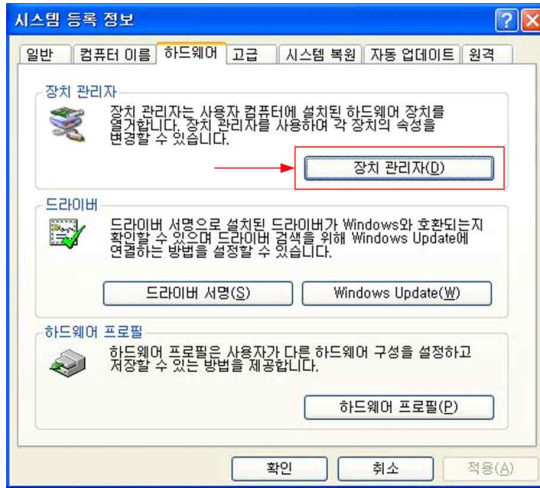 시스템 등록 정보
일반 컴퓨터 이름 하드웨어 고급 시스템 복원 자동 업데이트 원격
장치 관리자
장치 관리자는 사용자 컴퓨터에 설치된 하드웨어 장치를
열거합니다. 장치 관리자를 사용하여 각 장치의 속성을
변경할 수 있습니다.
장치 관리자(D)
드라이버
드라이버 서명으로 설치된 드라이버가 Windows와 호환되는지
확인할 수 있으며 드라이버 검색을 위해 Windows Update에
연결하는 방법을 설정할 수 있습니다.
드라이버 서명(S) Windows Update(W)
하드웨어 프로필
하드웨어 프로필은 사용자가 다른 하드웨어 구성을 설정하고
저장할 수 있는 방법을 제공합니다.
하드웨어 프로필(P)
확인 취소 적용(A)